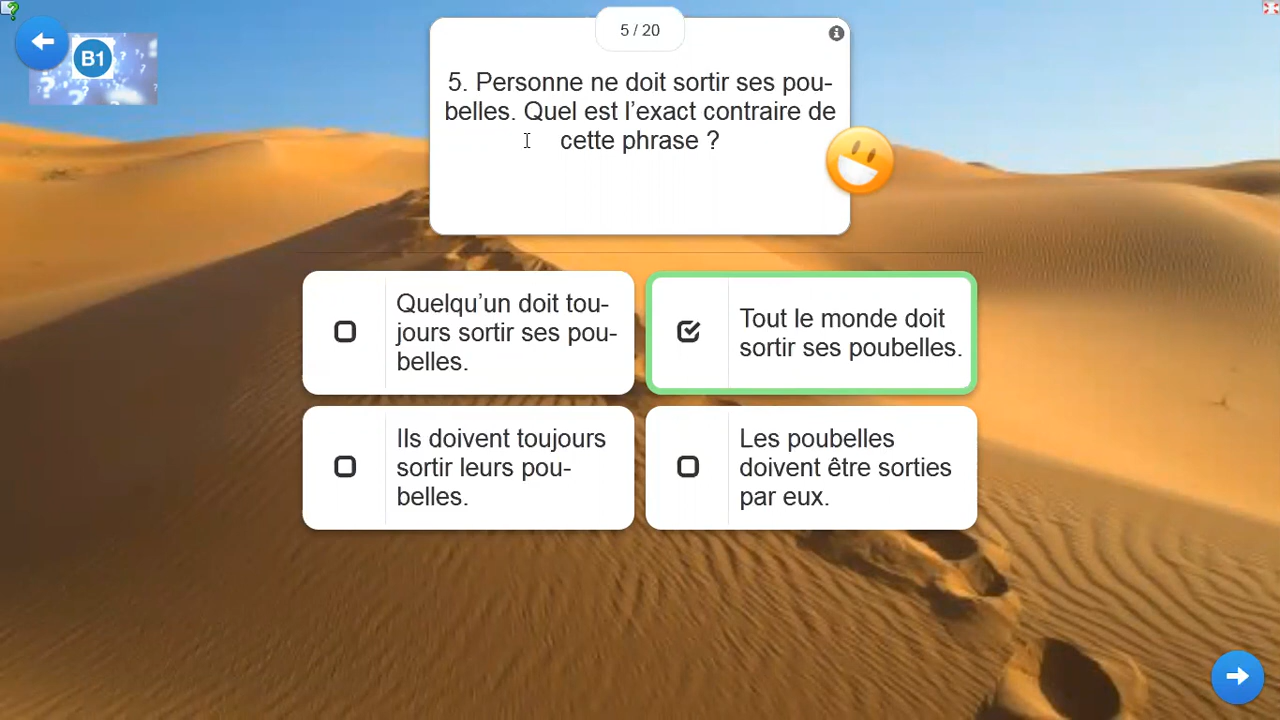 B1
5 / 20
5. Personne ne doit sortir ses pou-
belles. Quel est l’exact contraire de
cette phrase ?
Quelqu’un doit tou-
jours sortir ses pou-
belles.
Tout le monde doit
sortir ses poubelles.
Ils doivent toujours
sortir leurs pou-
belles.
Les poubelles
doivent être sorties
par eux.